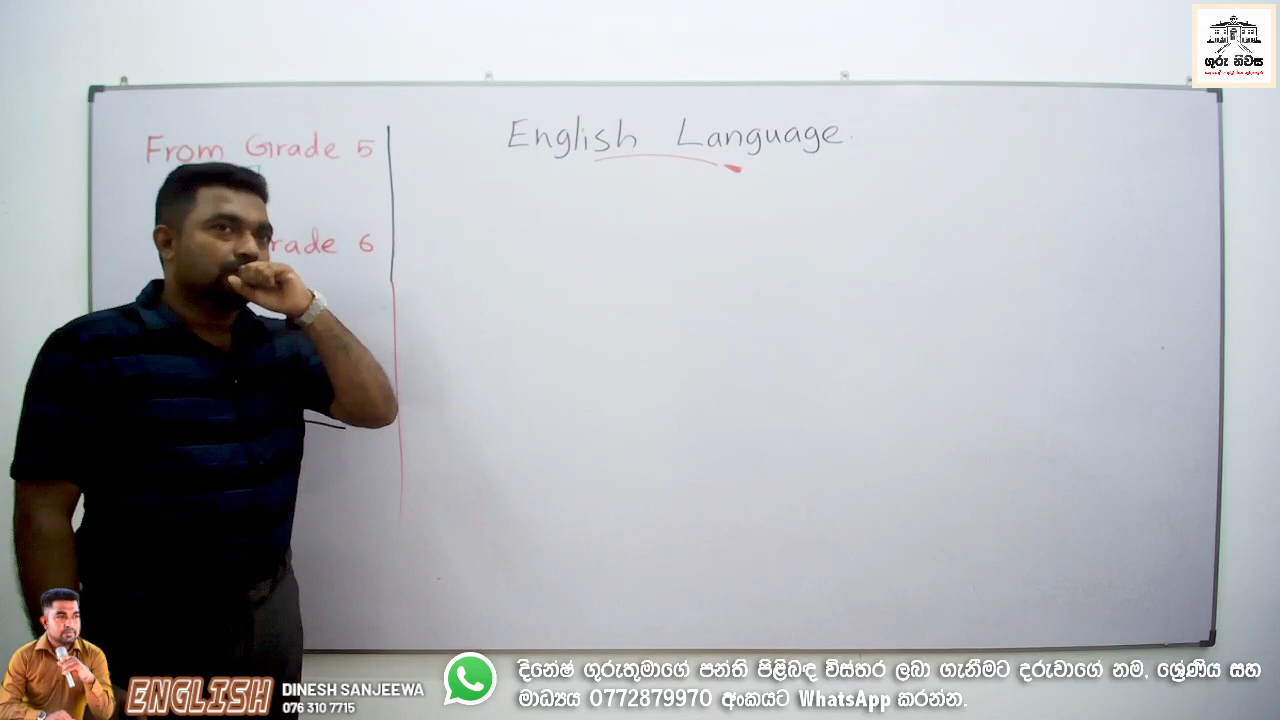 ගුරු නිවස
From Grade 5
English Language.
rade 6
ENGLISH
DINESH SANJEEWA
076 310 7715
දිනේෂ් ගුරුතුමාගේ පන්ති පිළිබඳ විස්තර ලබා ගැනීමට දරුවාගේ නම, ශ්‍රේණිය සහ
මාධ්‍යය 0772879970 අංකයට WhatsApp කරන්න.